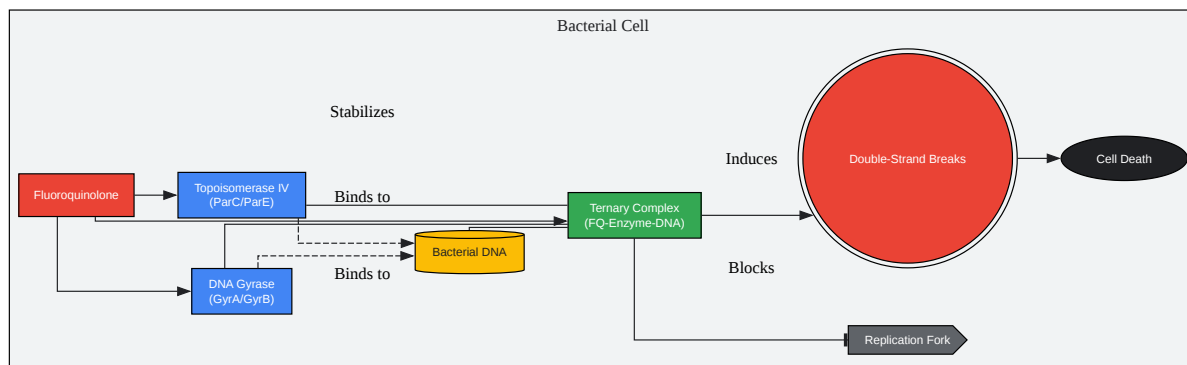 Bacterial Cell
Stabilizes
Induces
Double-Strand Breaks
Cell Death
Fluoroquinolone
Topoisomerase IV
(ParC/ParE)
Binds to
Ternary Complex
(FQ-Enzyme-DNA)
Bacterial DNA
DNA Gyrase
(GyrA/GyrB)
Binds to
Blocks
Replication Fork